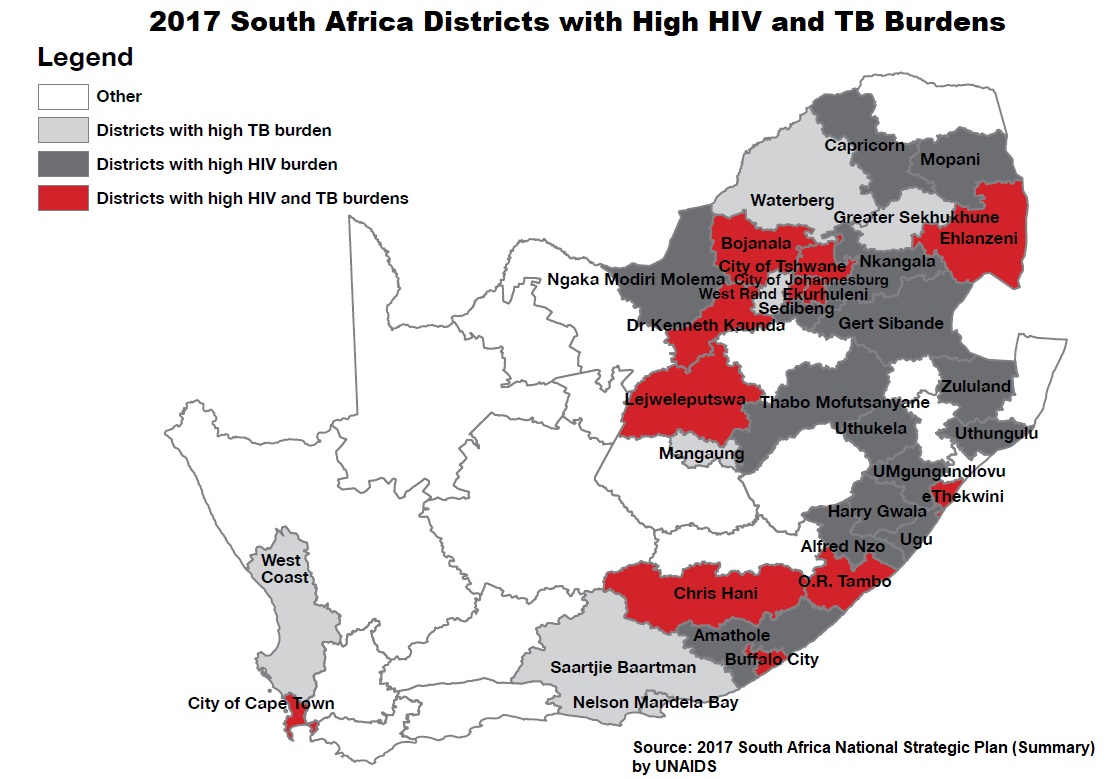 2017 South Africa Districts with High HIV and TB Burdens
Legend
Other
Districts with high TB burden
Districts with high HIV burden
Districts with high HIV and TB burdens
Capricorn
Mopani
Waterberg
Greater Sekhukhune
Ehlanzeni
Bojanala
Nkangala
City of Tshwane
Ngaka Modiri Molema
City of Johannesburg
West Rand
Ekurhuleni
Sedibeng
Dr Kenneth Kaunda
Gert Sibande
Zululand
Lejweleputswa
Thabo Mofutsanyane
Uthukela
Uthungulu
Mangaung
UMgungundlovu
eThekwini
Harry Gwala
Ugu
Alfred Nzo
West
Coast
O.R. Tambo
Chris Hani
Amathole
Buffalo City
Saartjie Baartman
Nelson Mandela Bay
City of Cape Town
Source: 2017 South Africa National Strategic Plan (Summary)
by UNAIDS